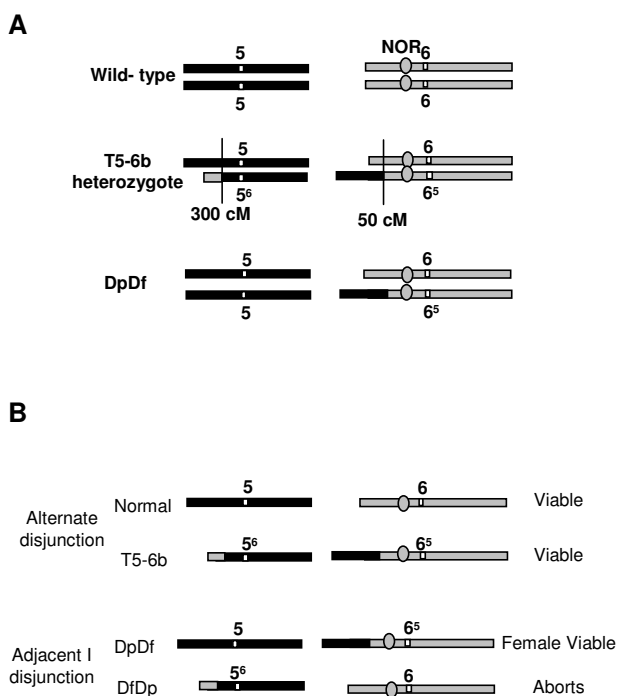 A
NOR
5 6
Wild- type
5 6
T5-6b
heterozygote
5 6
5⁶ 6⁵
300 cM 50 cM
DpDf
5 6
5 6⁵
B
Alternate
disjunction
Normal 5 6 Viable
T5-6b 5⁶ 6⁵ Viable
Adjacent I
disjunction
DpDf 5 6⁵ Female Viable
DfDp 5⁶ 6 Aborts